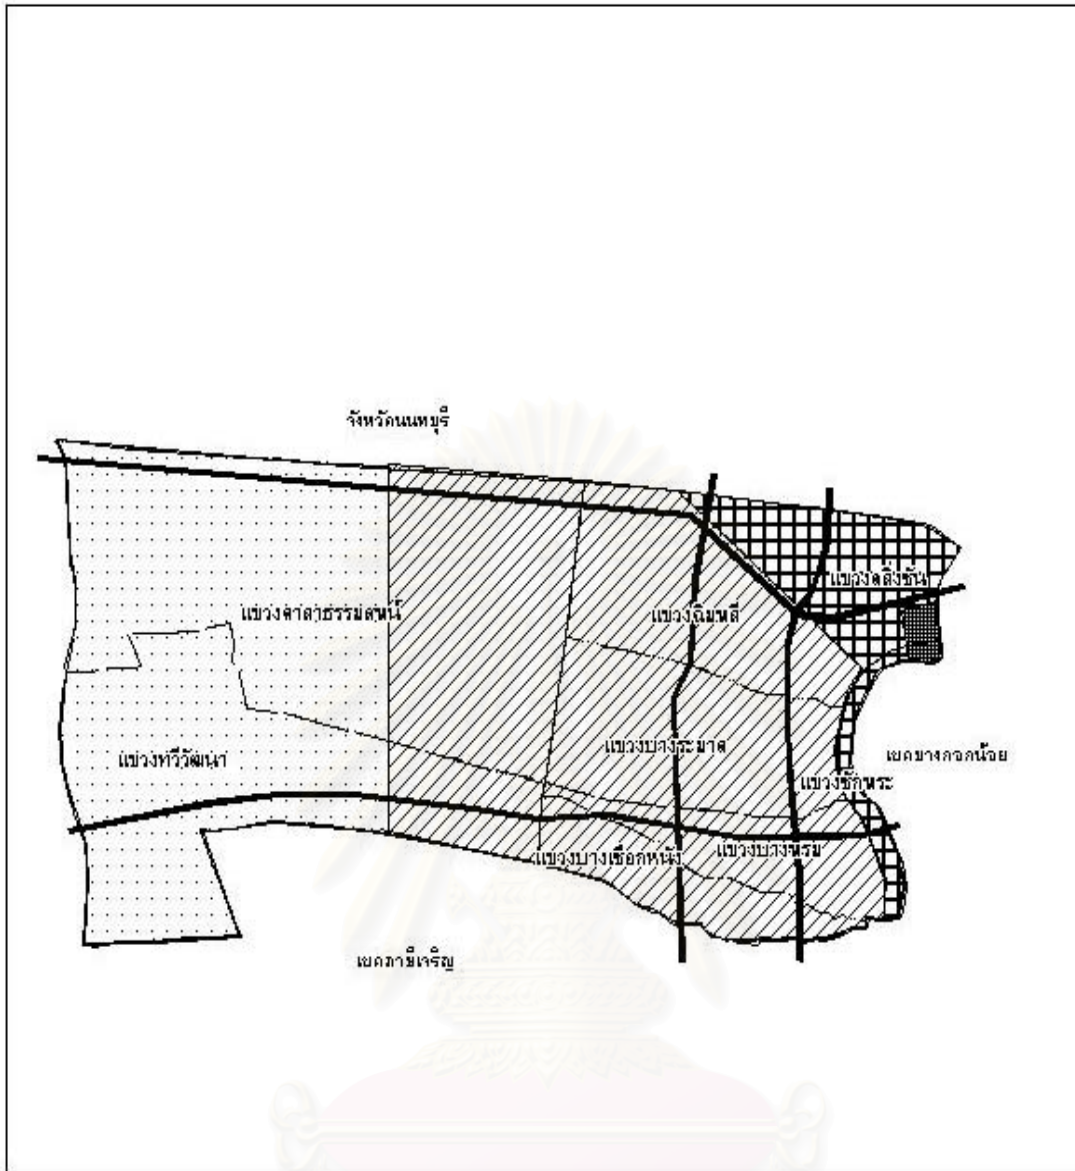 จังหวัดนนทบุรี
แขวงตลิ่งชัน
แขวงศาลาธรรมสพน์
แขวงฉิมพลี
แขวงบางระมาด
เขตบางกอกน้อย
แขวงทวีวัฒนา
แขวงชักพระ
แขวงบางพรม
แขวงบางเชือกหนัง
เขตภาษีเจริญ